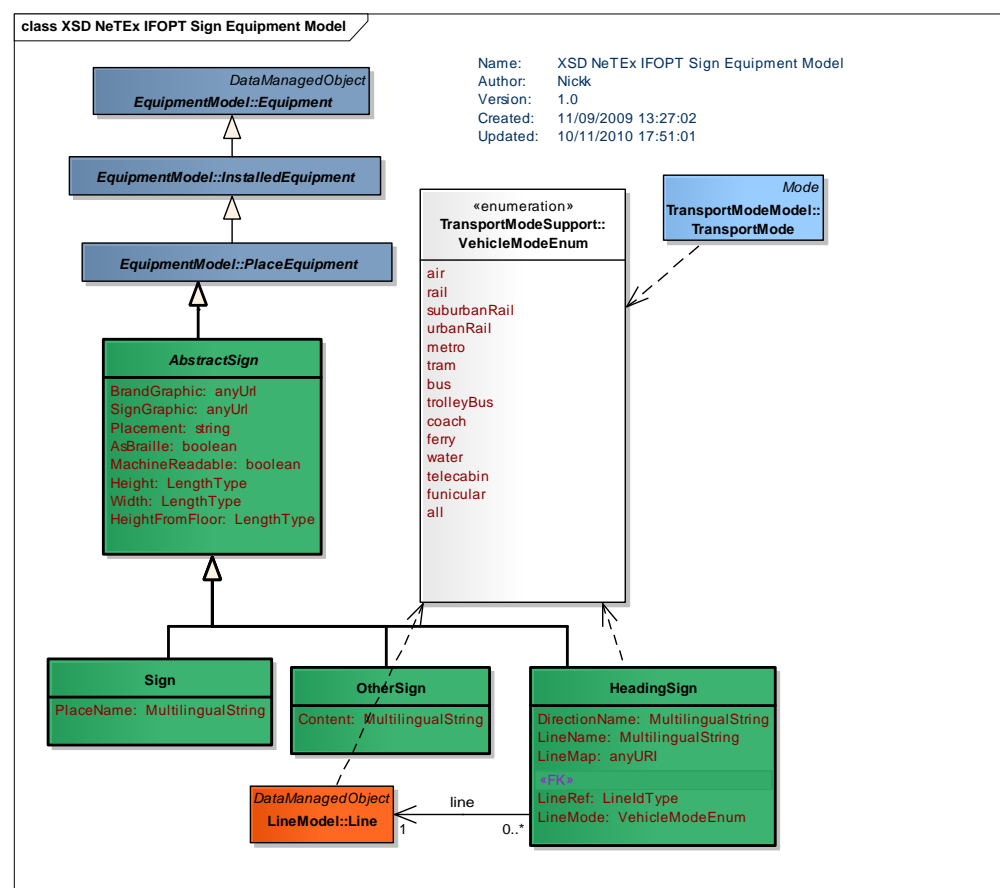 class XSD NeTEx IFOPT Sign Equipment Model
Name: XSD NeTEx IFOPT Sign Equipment Model
Author: Nickk
Version: 1.0
Created: 11/09/2009 13:27:02
Updated: 10/11/2010 17:51:01
DataManagedObject
EquipmentModel::Equipment
EquipmentModel::InstalledEquipment
EquipmentModel::PlaceEquipment
«enumeration»
TransportModeSupport::
VehicleModeEnum
air
rail
suburbanRail
urbanRail
metro
tram
bus
trolleyBus
coach
ferry
water
telecabin
funicular
all
Mode
TransportModeModel::
TransportMode
AbstractSign
BrandGraphic: anyUrl
SignGraphic: anyUrl
Placement: string
AsBraille: boolean
MachineReadable: boolean
Height: LengthType
Width: LengthType
HeightFromFloor: LengthType
Sign
PlaceName: MultilingualString
OtherSign
Content: MultilingualString
HeadingSign
DirectionName: MultilingualString
LineName: MultilingualString
LineMap: anyURI
«FK»
LineRef: LineIdType
LineMode: VehicleModeEnum
DataManagedObject
LineModel::Line
line
1
0..*